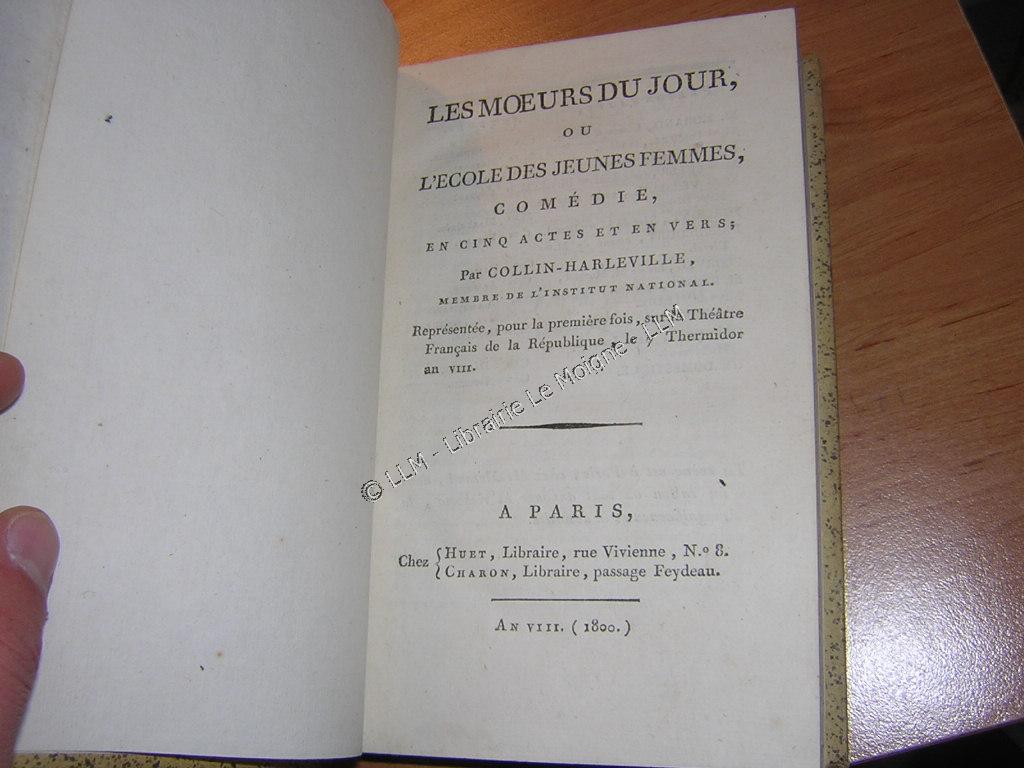 LES MŒURS DU JOUR,
OU
L'ECOLE DES JEUNES FEMMES,
COMÉDIE,
EN CINQ ACTES ET EN VERS;
Par COLLIN-HARLEVILLE,
MEMBRE DE L'INSTITUT NATIONAL.
Représentée, pour la première fois, sur le Théâtre
Français de la République, le Thermidor
an VIII.
© LLM - Librairie Le Moigne - LLM
A PARIS,
Chez { HUET, Libraire, rue Vivienne, N.o 8.
CHARON, Libraire, passage Feydeau.
AN VIII. (1800.)